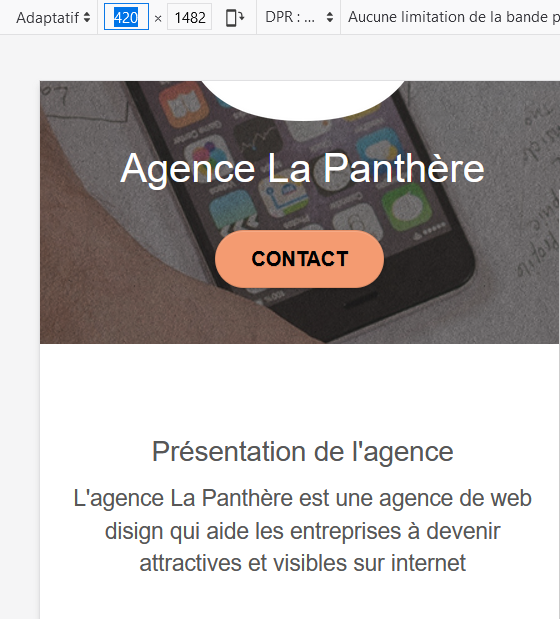 Adaptatif 420 × 1482 DPR : ... Aucune limitation de la bande p
Agence La Panthère
CONTACT
Présentation de l'agence
L'agence La Panthère est une agence de web
disign qui aide les entreprises à devenir
attractives et visibles sur internet